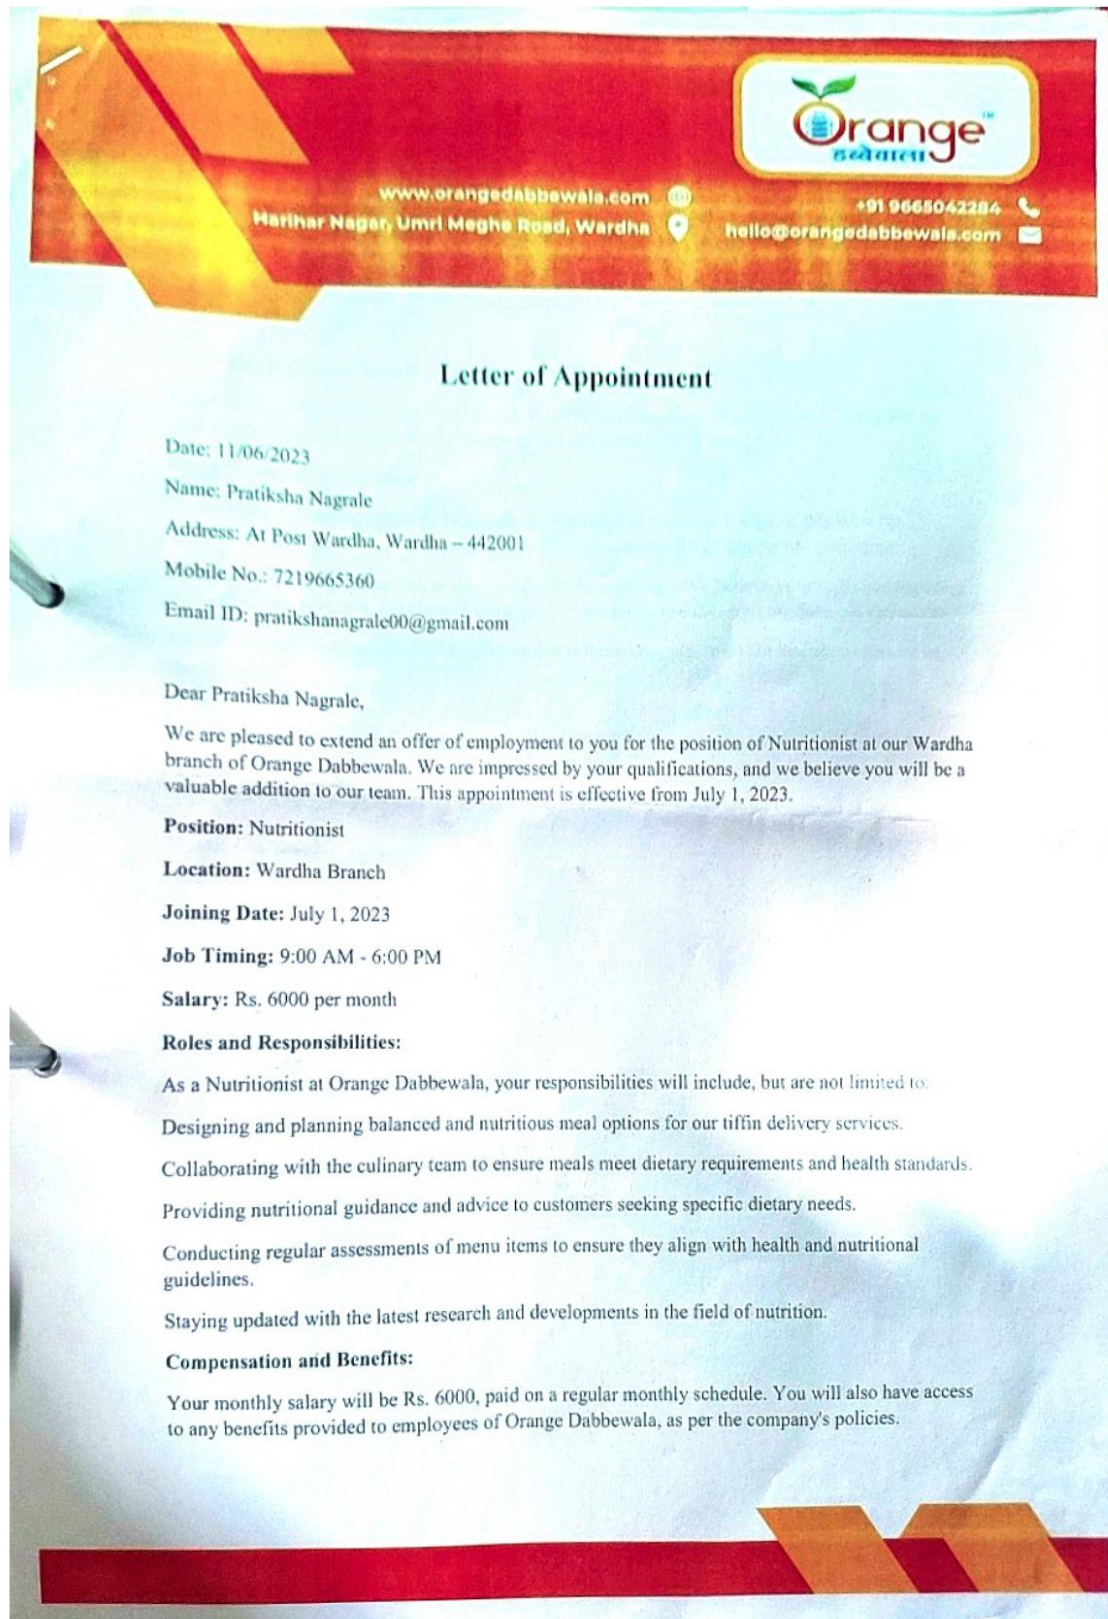 Orange™
डब्बेवाला
www.orangedabbewala.com
Harihar Nagar, Umri Meghe Road, Wardha
+91 9665042284
hello@orangedabbewala.com
Letter of Appointment
Date: 11/06/2023
Name: Pratiksha Nagrale
Address: At Post Wardha, Wardha – 442001
Mobile No.: 7219665360
Email ID: pratikshanagrale00@gmail.com
Dear Pratiksha Nagrale,
We are pleased to extend an offer of employment to you for the position of Nutritionist at our Wardha
branch of Orange Dabbewala. We are impressed by your qualifications, and we believe you will be a
valuable addition to our team. This appointment is effective from July 1, 2023.
Position: Nutritionist
Location: Wardha Branch
Joining Date: July 1, 2023
Job Timing: 9:00 AM - 6:00 PM
Salary: Rs. 6000 per month
Roles and Responsibilities:
As a Nutritionist at Orange Dabbewala, your responsibilities will include, but are not limited to:
Designing and planning balanced and nutritious meal options for our tiffin delivery services.
Collaborating with the culinary team to ensure meals meet dietary requirements and health standards.
Providing nutritional guidance and advice to customers seeking specific dietary needs.
Conducting regular assessments of menu items to ensure they align with health and nutritional
guidelines.
Staying updated with the latest research and developments in the field of nutrition.
Compensation and Benefits:
Your monthly salary will be Rs. 6000, paid on a regular monthly schedule. You will also have access
to any benefits provided to employees of Orange Dabbewala, as per the company's policies.